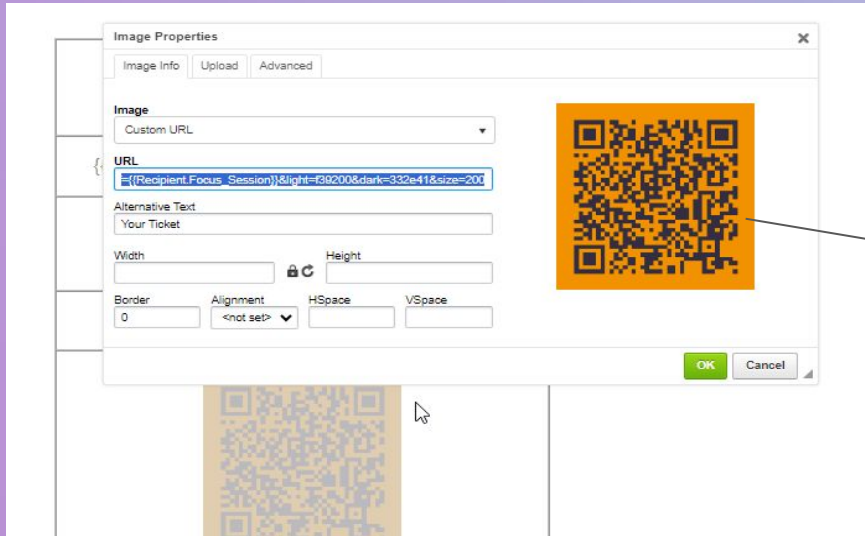 Image Properties
Image Info Upload Advanced
Image
Custom URL
URL
={{Recipient.Focus_Session}}&light=f39200&dark=332e41&size=200
Alternative Text
Your Ticket
Width Height
Border Alignment HSpace VSpace
0 <not set>
OK Cancel